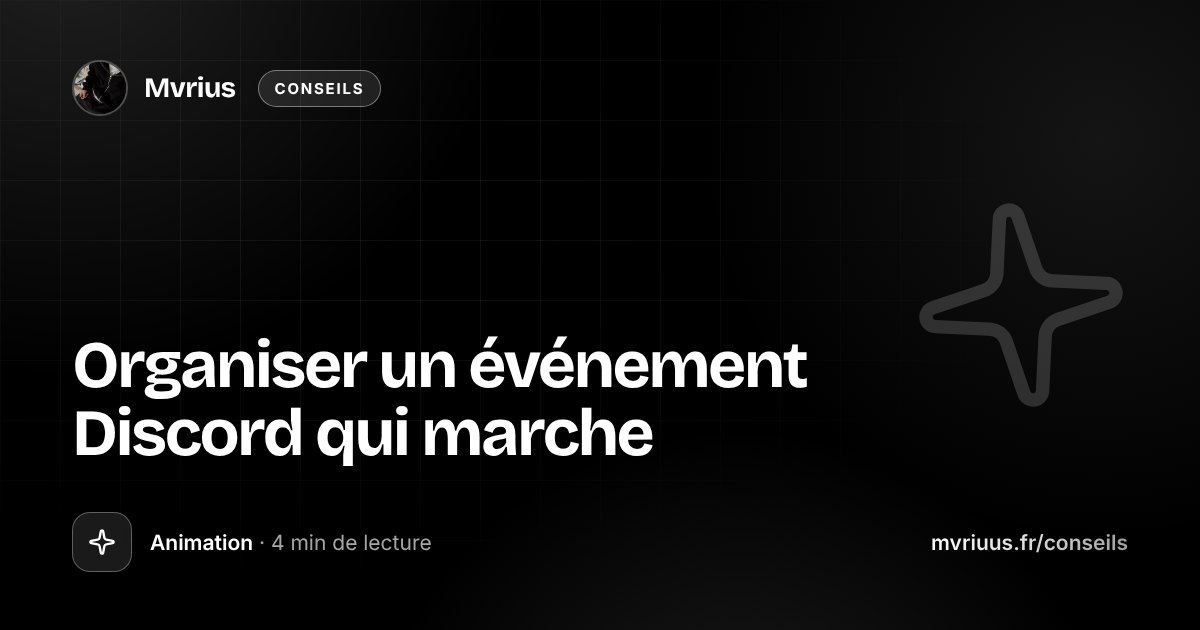 Mvrius
CONSEILS
Organiser un événement
Discord qui marche
Animation · 4 min de lecture
mvriuus.fr/conseils